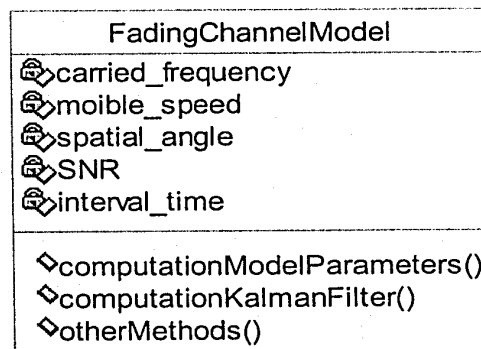 FadingChannelModel
carried_frequency
moible_speed
spatial_angle
SNR
interval_time
computationModelParameters()
computationKalmanFilter()
otherMethods()